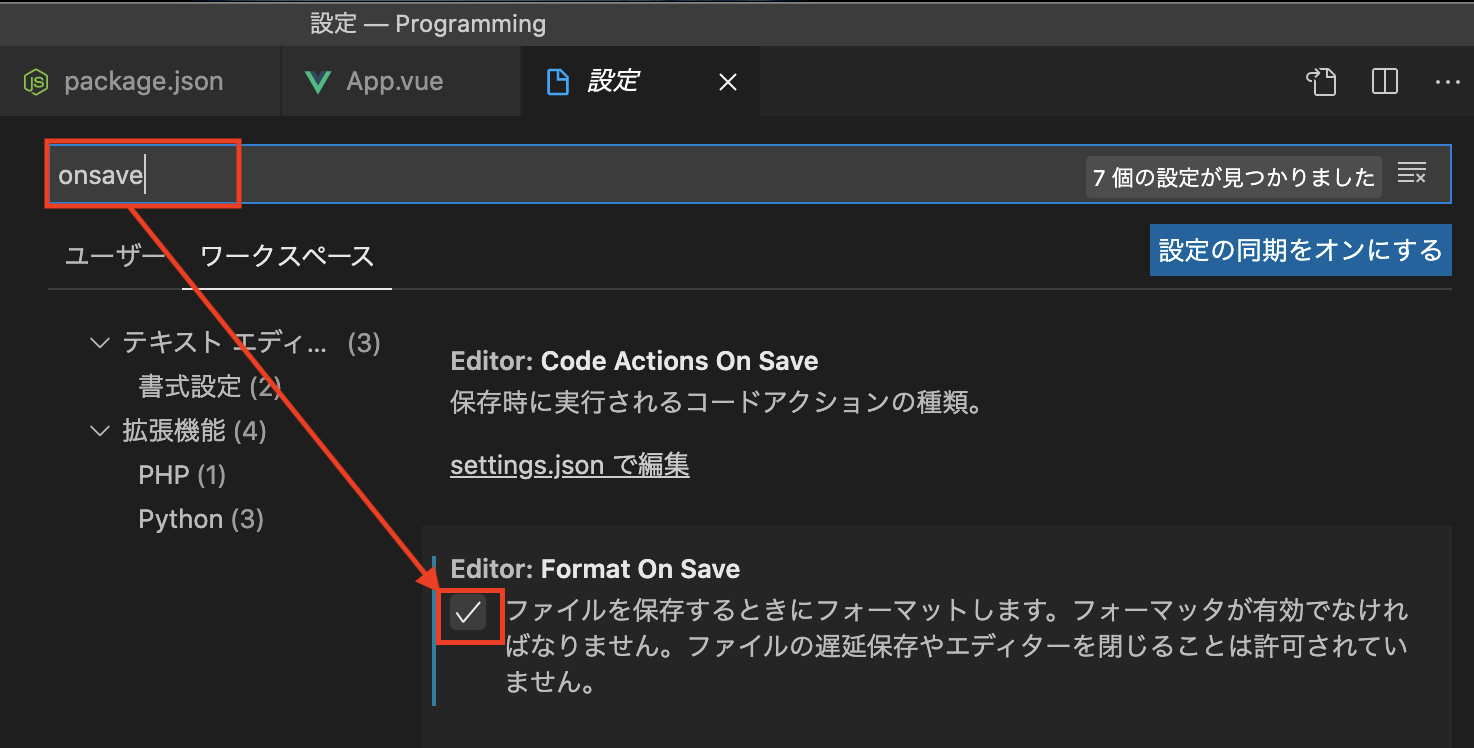 設定 — Programming
package.json
App.vue
設定
onsave
7 個の設定が見つかりました
ユーザー
ワークスペース
設定の同期をオンにする
テキスト エディ... (3)
書式設定 (2)
拡張機能 (4)
PHP (1)
Python (3)
Editor: Code Actions On Save
保存時に実行されるコードアクションの種類。
settings.json で編集
Editor: Format On Save
ファイルを保存するときにフォーマットします。フォーマッタが有効でなけれ
ばなりません。ファイルの遅延保存やエディターを閉じることは許可されてい
ません。